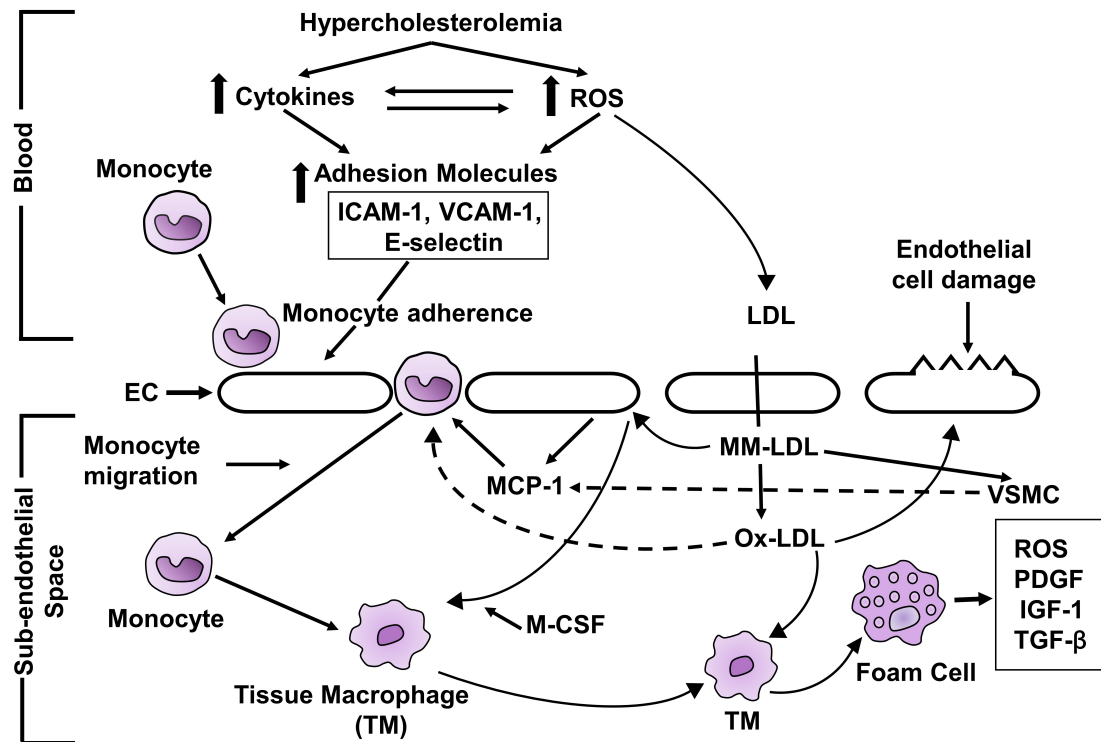 Hypercholesterolemia
Cytokines
ROS
Blood
Monocyte
Adhesion Molecules
ICAM-1, VCAM-1,
E-selectin
Endothelial
cell damage
Monocyte adherence
LDL
EC
Monocyte
migration
MM-LDL
MCP-1
VSMC
Ox-LDL
Sub-endothelial
Space
ROS
PDGF
IGF-1
TGF-β
Monocyte
M-CSF
Foam Cell
Tissue Macrophage
(TM)
TM